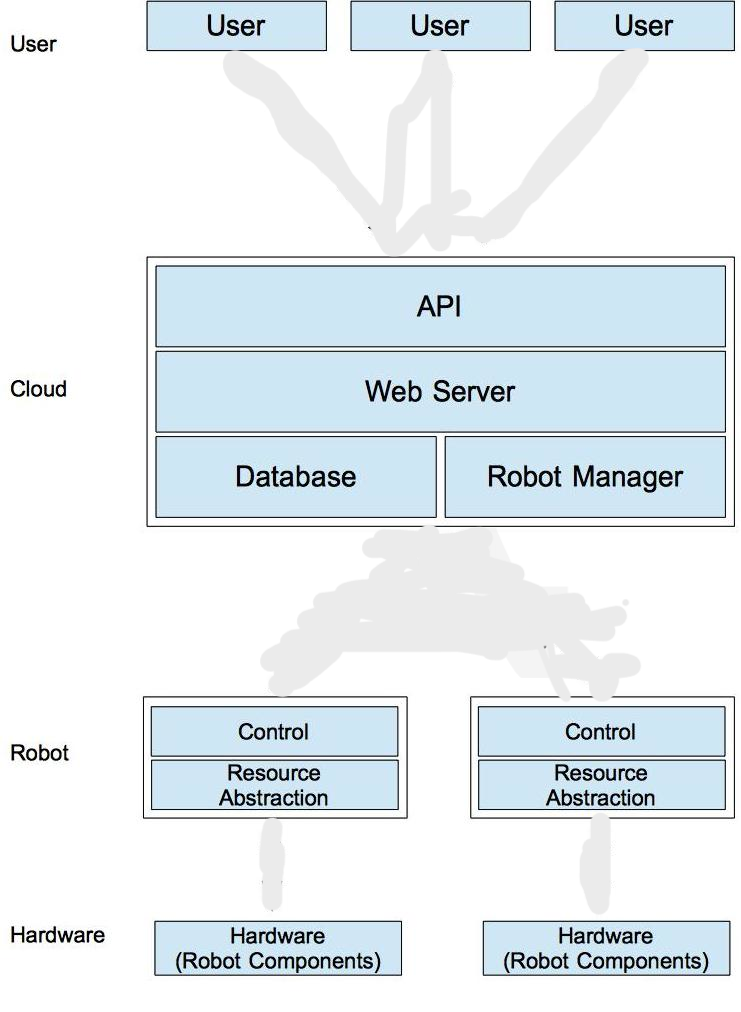 User
User
User
User
API
Cloud
Web Server
Database
Robot Manager
Robot
Control
Resource
Abstraction
Control
Resource
Abstraction
Hardware
Hardware
(Robot Components)
Hardware
(Robot Components)